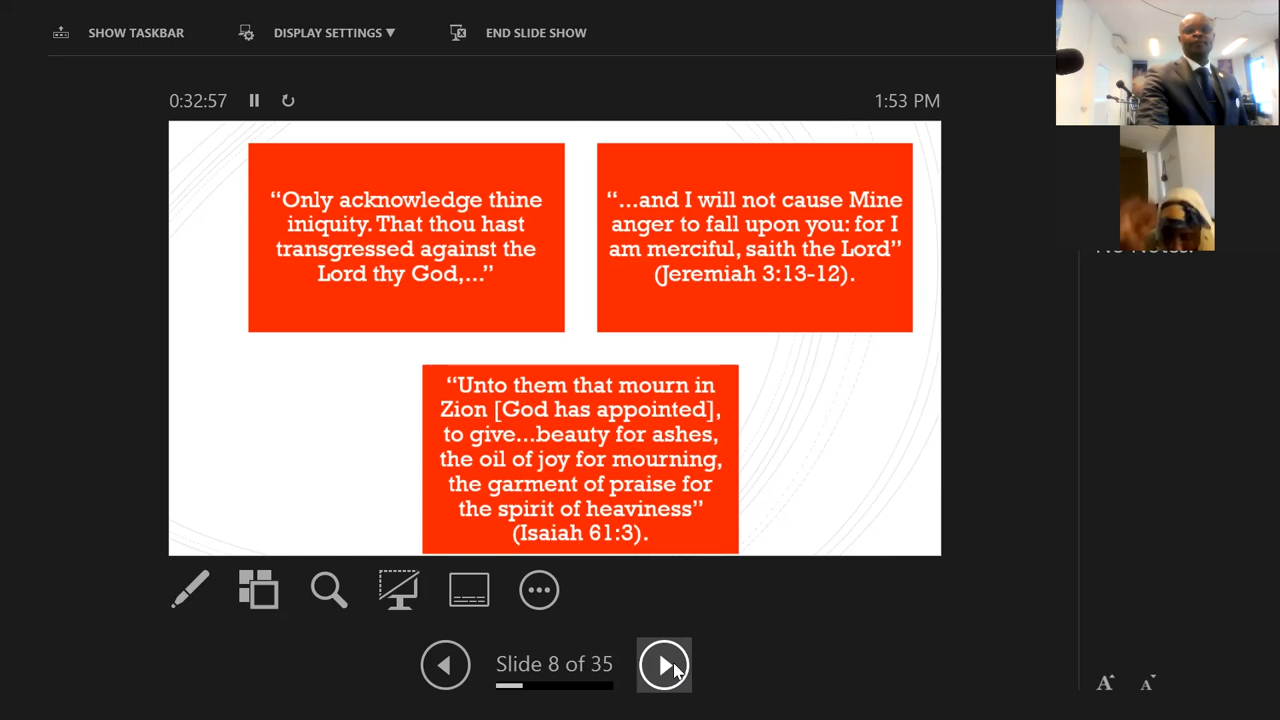 SHOW TASKBAR
DISPLAY SETTINGS ▼
END SLIDE SHOW
0:32:57
1:53 PM
“Only acknowledge thine
iniquity. That thou hast
transgressed against the
Lord thy God,...”
“...and I will not cause Mine
anger to fall upon you: for I
am merciful, saith the Lord”
(Jeremiah 3:13-12).
“Unto them that mourn in
Zion [God has appointed],
to give...beauty for ashes,
the oil of joy for mourning,
the garment of praise for
the spirit of heaviness”
(Isaiah 61:3).
No Notes.
Slide 8 of 35
A A